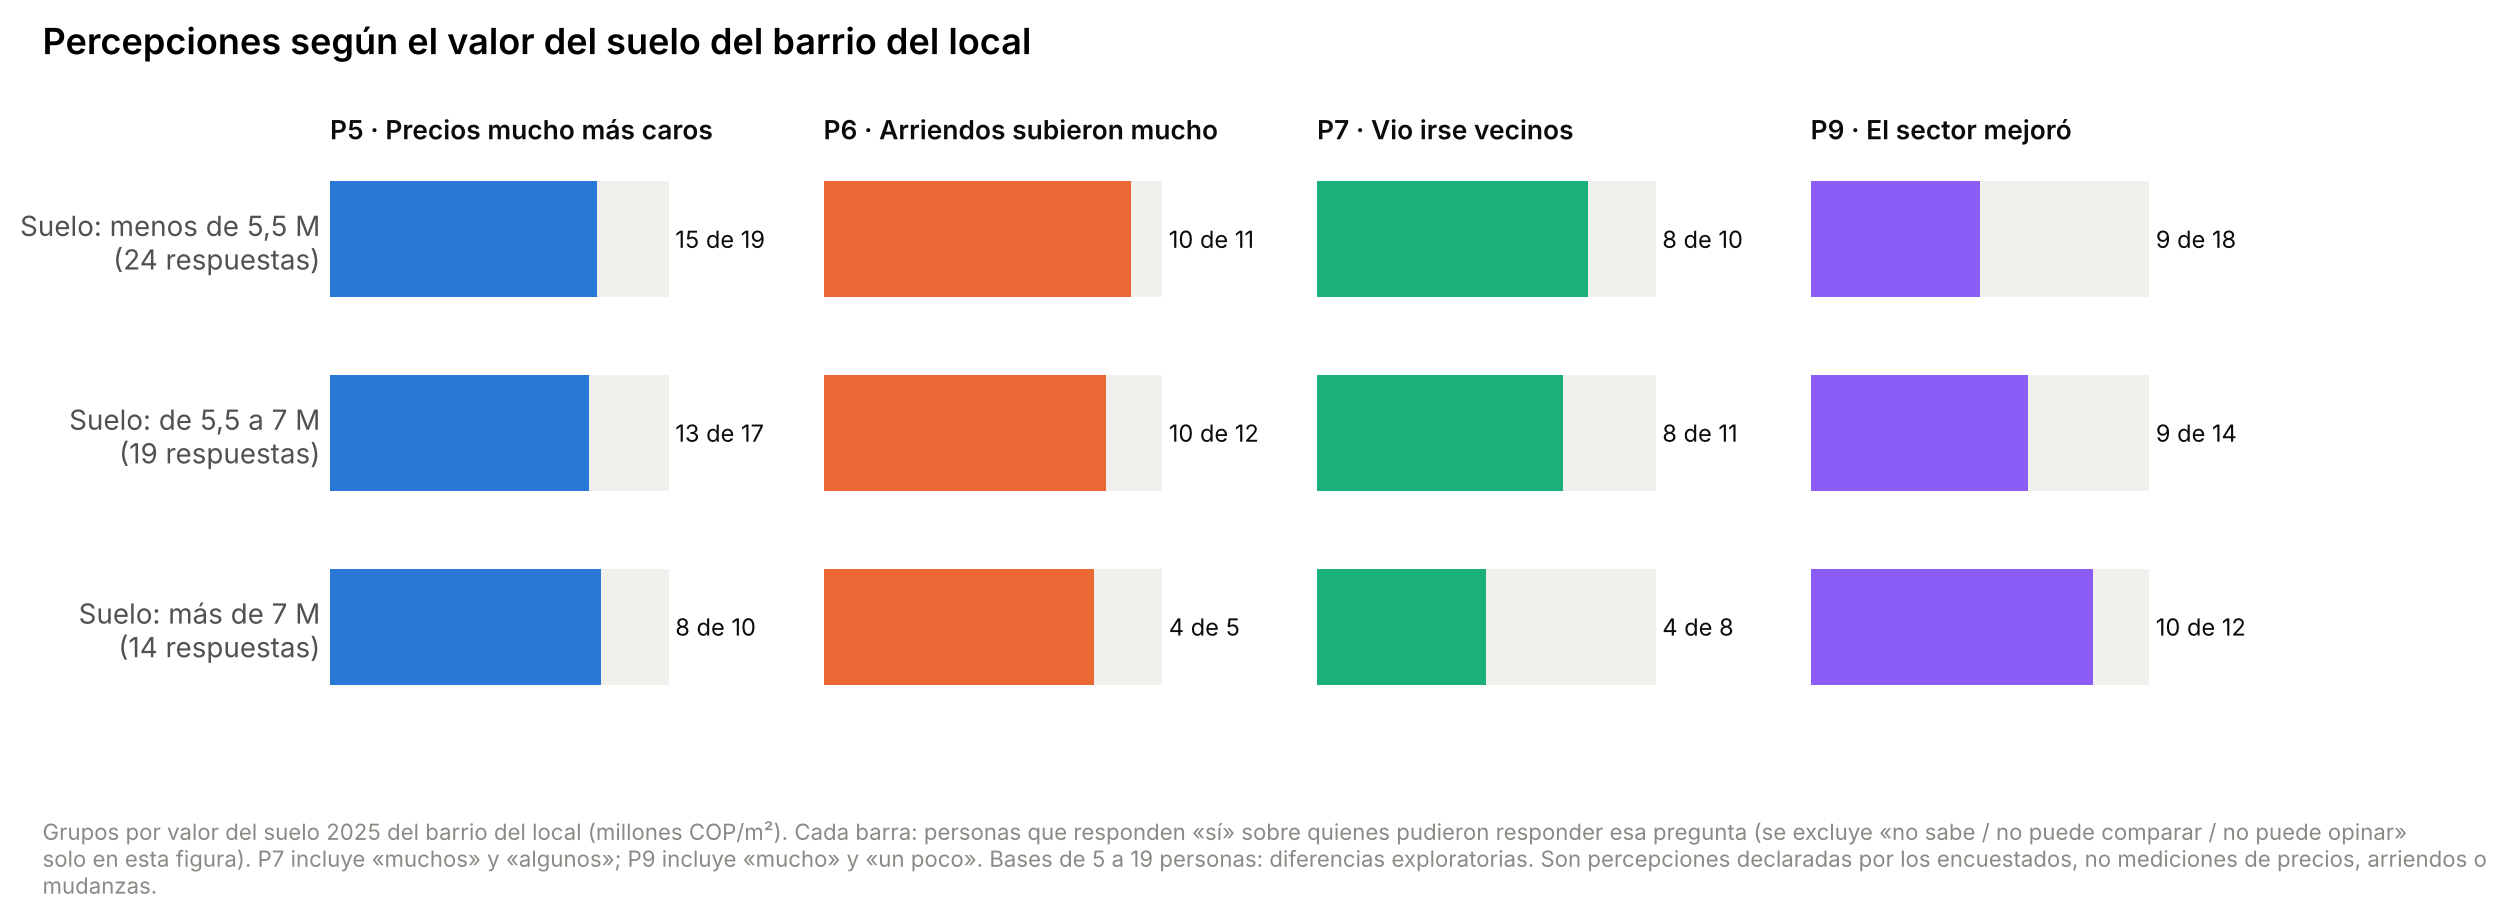 Percepciones según el valor del suelo del barrio del local
P5 · Precios mucho más caros
P6 · Arriendos subieron mucho
P7 · Vio irse vecinos
P9 · El sector mejoró
Suelo: menos de 5,5 M
(24 respuestas)
15 de 19
10 de 11
8 de 10
9 de 18
Suelo: de 5,5 a 7 M
(19 respuestas)
13 de 17
10 de 12
8 de 11
9 de 14
Suelo: más de 7 M
(14 respuestas)
8 de 10
4 de 5
4 de 8
10 de 12
Grupos por valor del suelo 2025 del barrio del local (millones COP/m²). Cada barra: personas que responden «sí» sobre quienes pudieron responder esa pregunta (se excluye «no sabe / no puede comparar / no puede opinar»
solo en esta figura). P7 incluye «muchos» y «algunos»; P9 incluye «mucho» y «un poco». Bases de 5 a 19 personas: diferencias exploratorias. Son percepciones declaradas por los encuestados, no mediciones de precios, arriendos o
mudanzas.